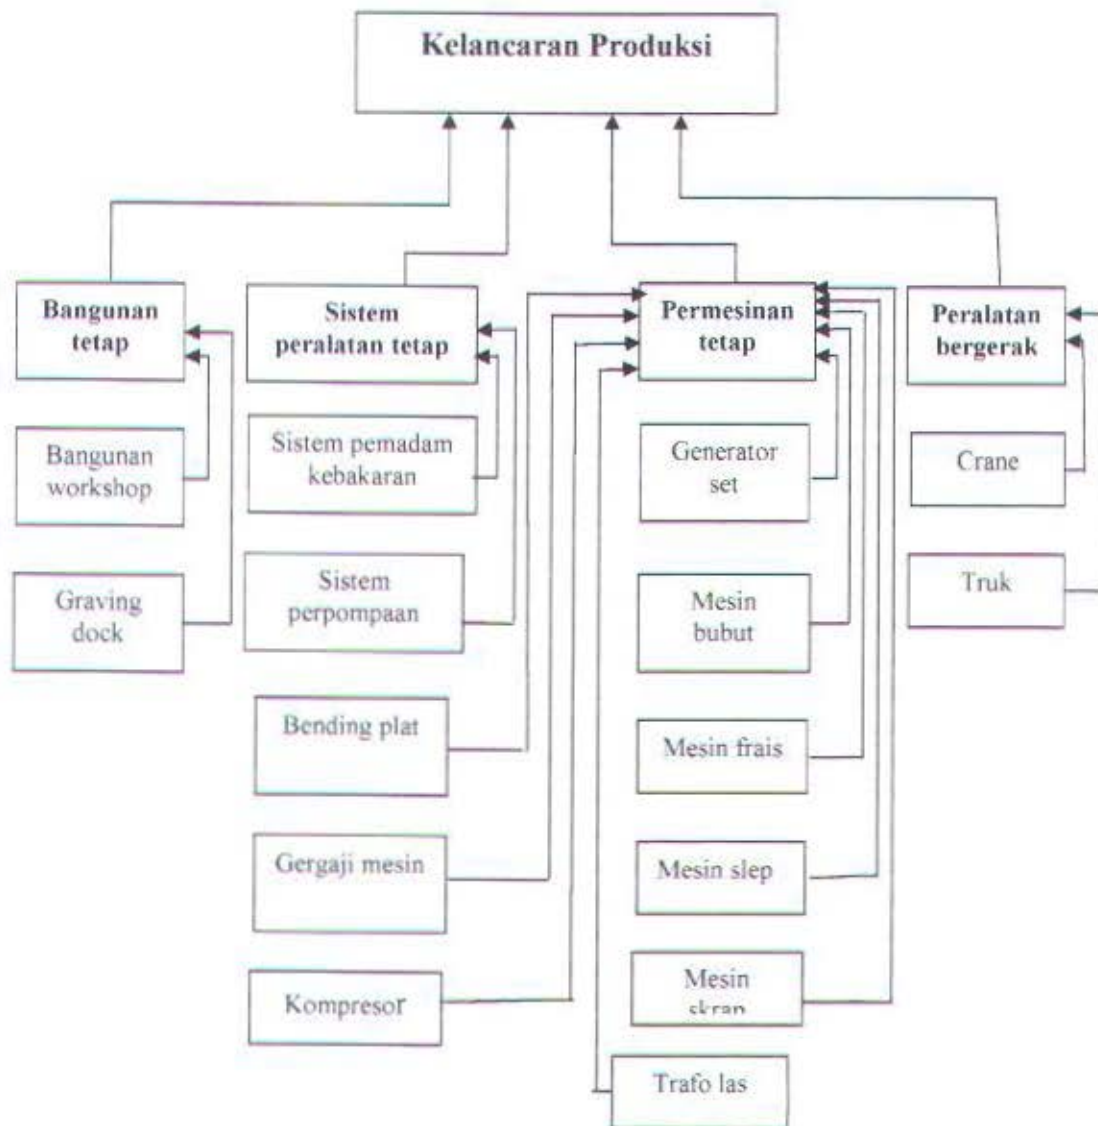 Kelancaran Produksi
Bangunan
tetap
Sistem
peralatan tetap
Permesinan
tetap
Peralatan
bergerak
Bangunan
workshop
Sistem pemadam
kebakaran
Generator
set
Crane
Graving
dock
Sistem
perpompaan
Mesin
bubut
Truk
Bending plat
Mesin frais
Gergaji mesin
Mesin slep
Kompresor
Mesin
skrap
Trafo las